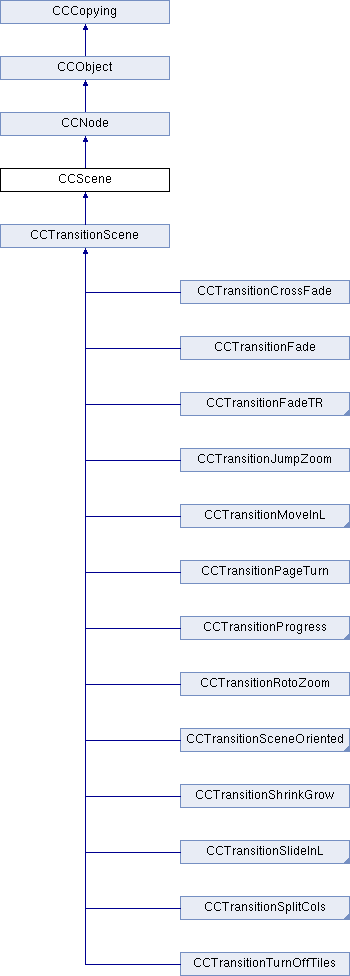 CCCopying
CCObject
CCNode
CCScene
CCTransitionScene
CCTransitionCrossFade
CCTransitionFade
CCTransitionFadeTR
CCTransitionJumpZoom
CCTransitionMoveInL
CCTransitionPageTurn
CCTransitionProgress
CCTransitionRotoZoom
CCTransitionSceneOriented
CCTransitionShrinkGrow
CCTransitionSlideInL
CCTransitionSplitCols
CCTransitionTurnOffTiles